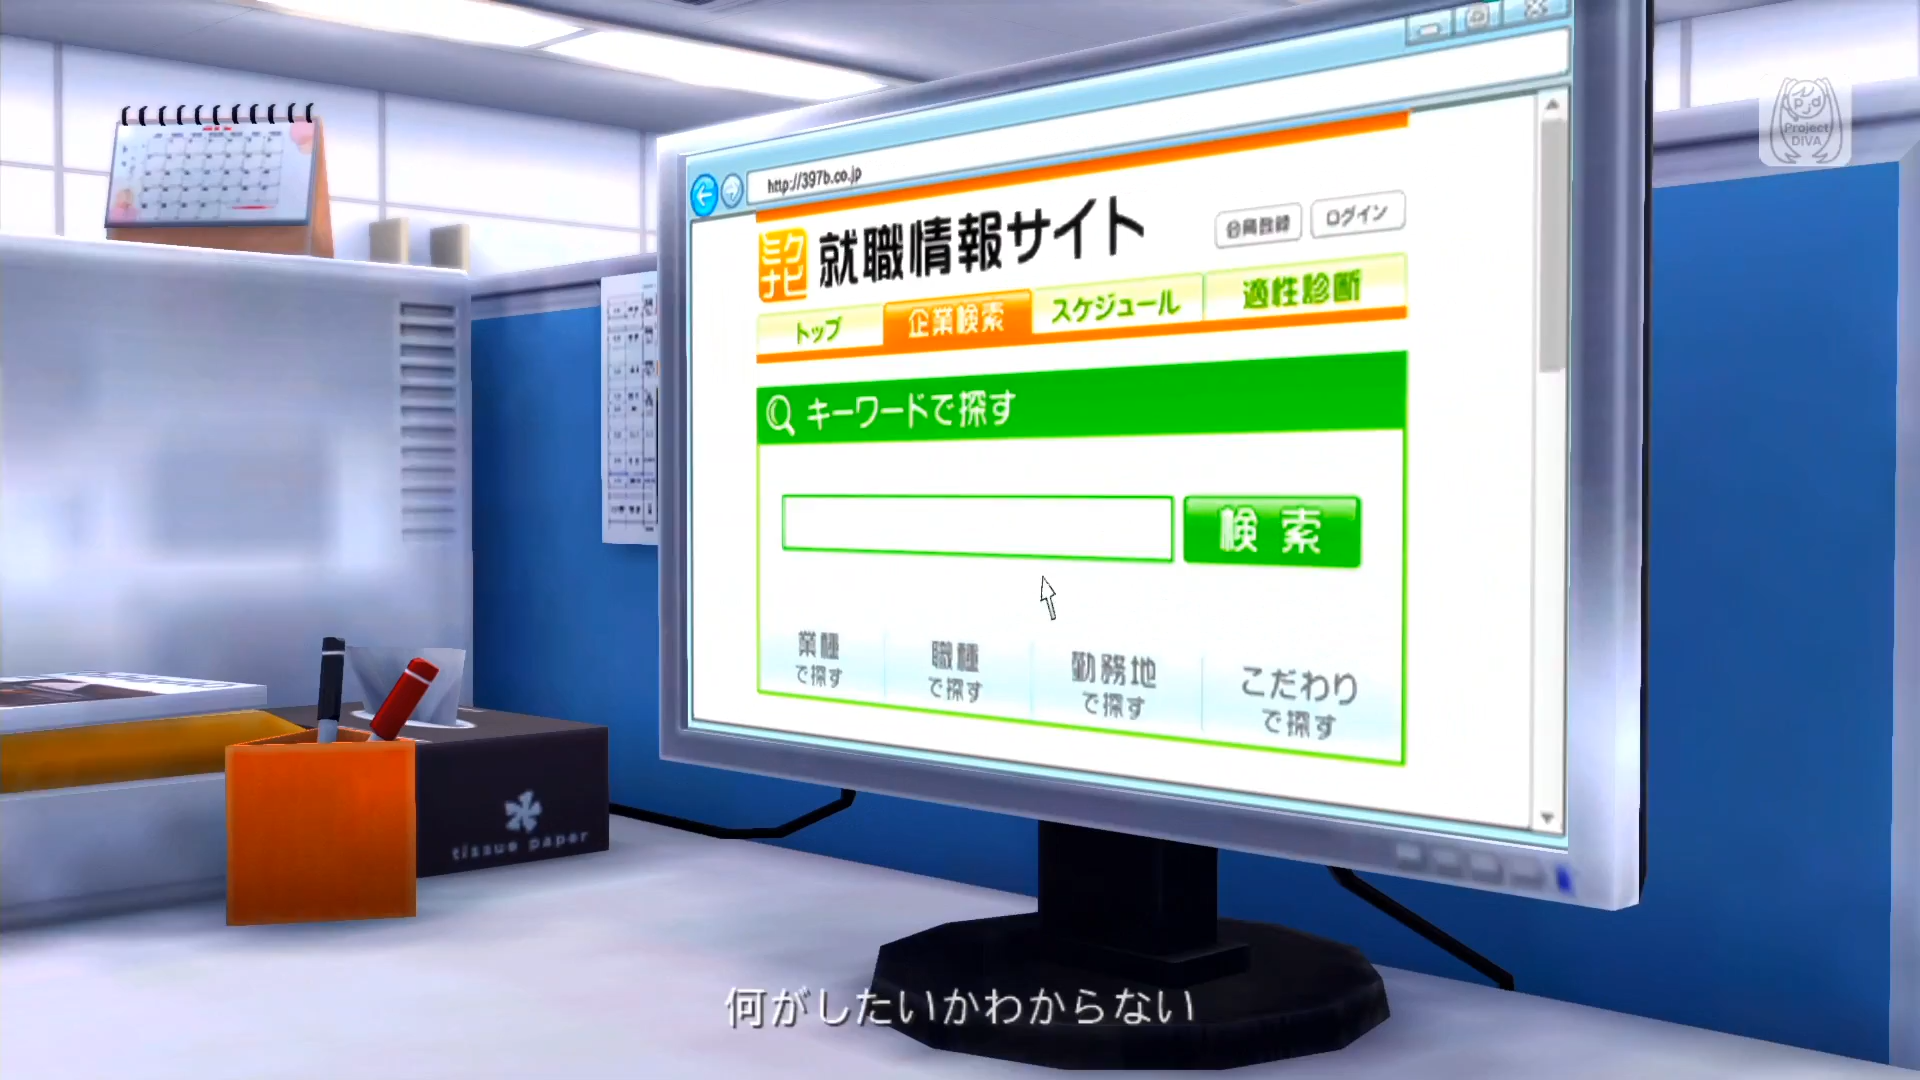 Project
DIVA
http://397b.co.jp
ミク
ナビ
就職情報サイト
会員登録
ログイン
トップ
企業検索
スケジュール
適性診断
キーワードで探す
検索
業種
で探す
職種
で探す
勤務地
で探す
こだわり
で探す
tissue paper
何がしたいかわからない